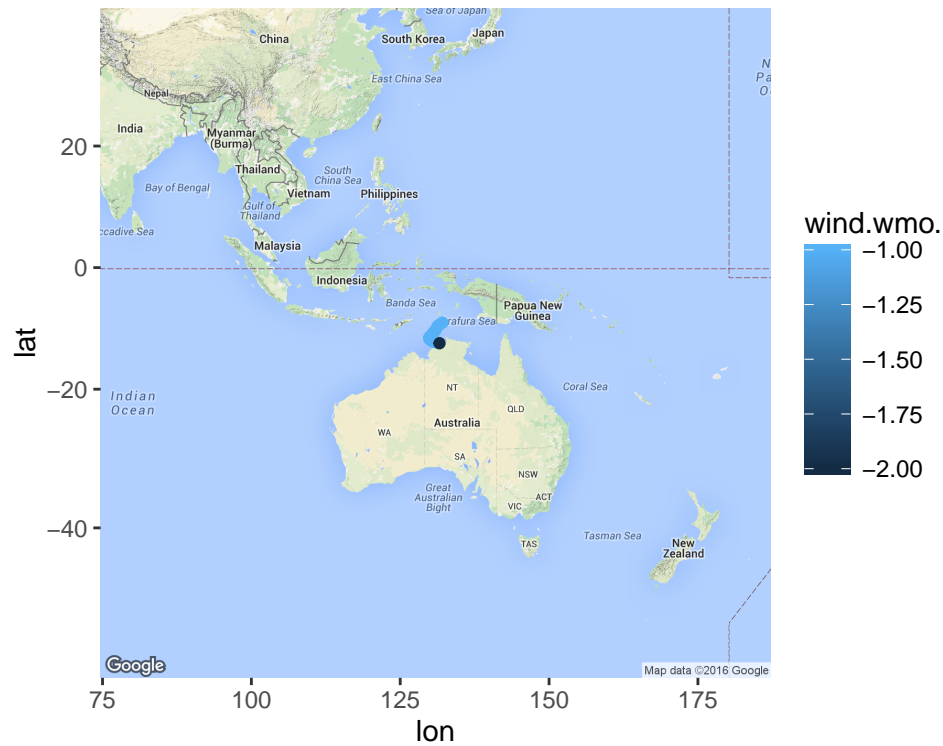 Sea of Japan
China
South Korea
Japan
East China Sea
Nepal
India
Myanmar
(Burma)
Thailand
South
China Sea
Bay of Bengal
Vietnam
Philippines
Gulf of
Thailand
ccadive Sea
Malaysia
Indonesia
Banda Sea
Papua New
Guinea
rafura Sea
N
Pa
O
Indian
Ocean
NT
Coral Sea
QLD
Australia
WA
SA
NSW
Great
Australian
Bight
ACT
VIC
TAS
Tasman Sea
New
Zealand
Google
Map data ©2016 Google
20
0
−20
−40
lat
75
100
125
150
175
lon
wind.wmo.
−1.00
−1.25
−1.50
−1.75
−2.00